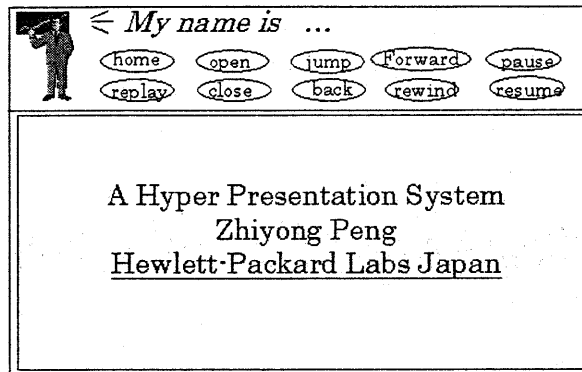 My name is ...
home open jump Forward pause
replay close back rewind resume
A Hyper Presentation System
Zhiyong Peng
Hewlett-Packard Labs Japan